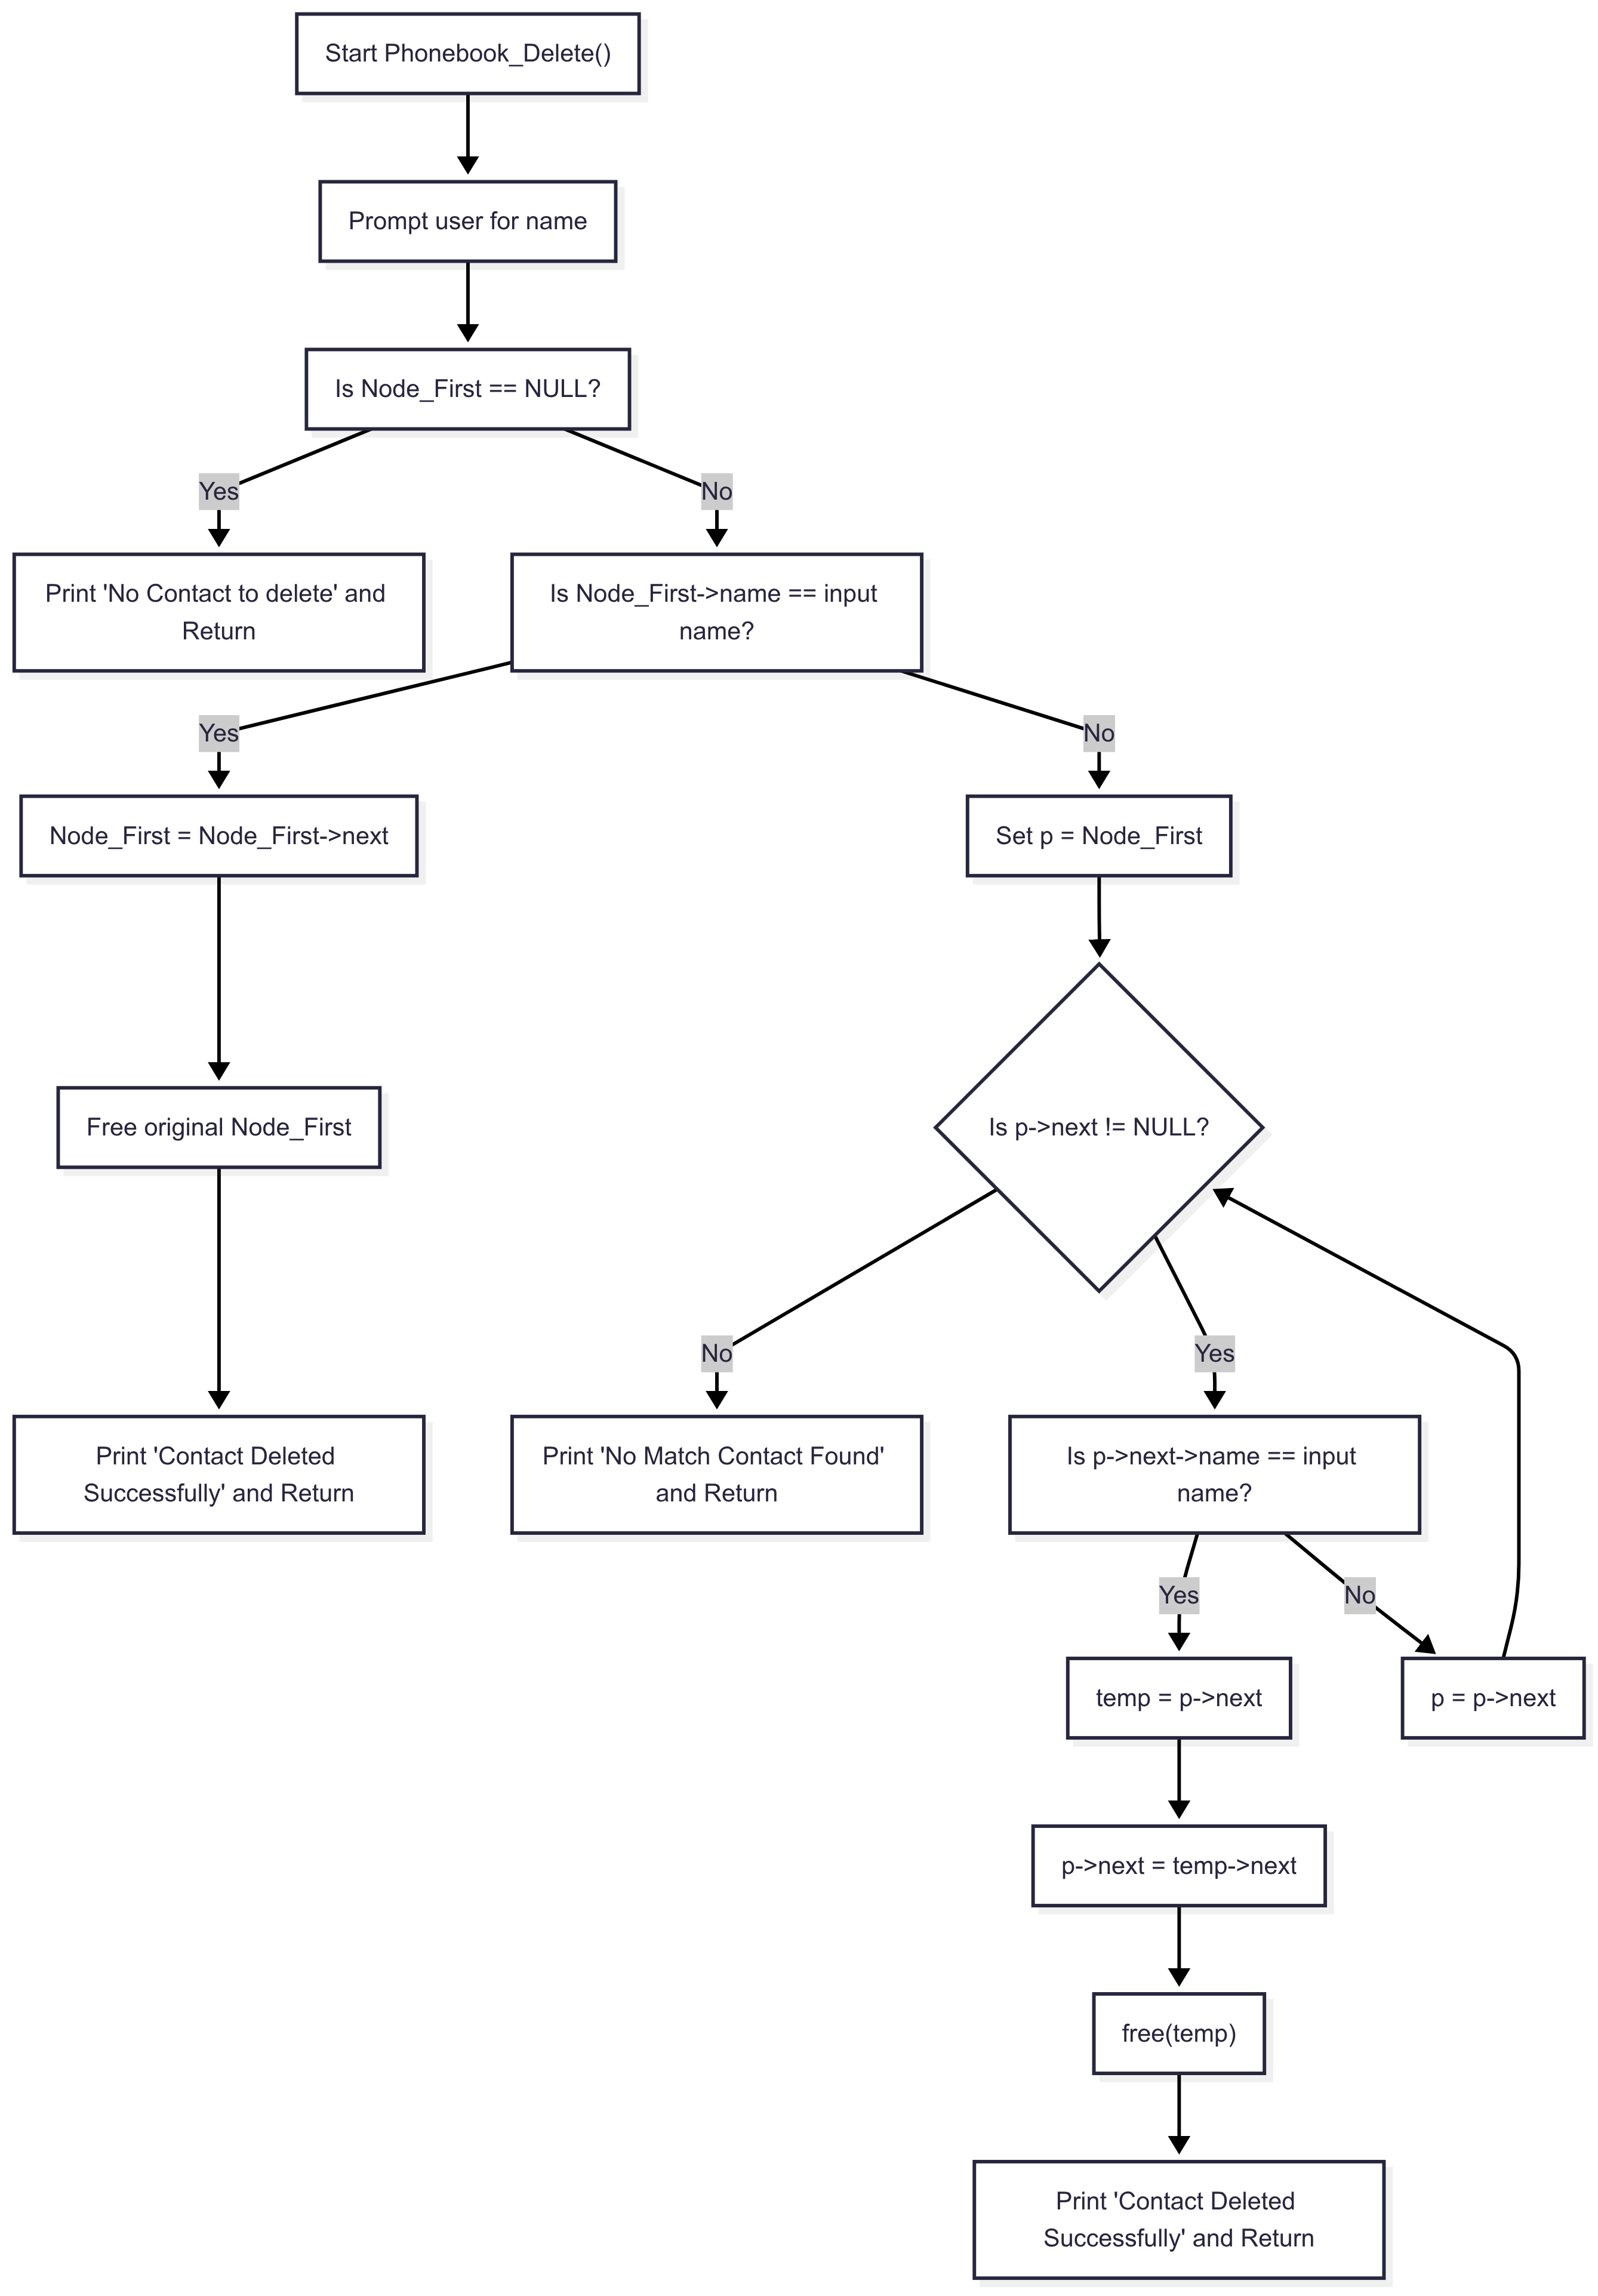 Start Phonebook_Delete()
Prompt user for name
Is Node_First == NULL?
Yes
No
Print 'No Contact to delete' and
Return
Is Node_First->name == input
name?
Yes
No
Node_First = Node_First->next
Set p = Node_First
Free original Node_First
Is p->next != NULL?
No
Yes
Print 'Contact Deleted
Successfully' and Return
Print 'No Match Contact Found'
and Return
Is p->next->name == input
name?
Yes
No
temp = p->next
p = p->next
p->next = temp->next
free(temp)
Print 'Contact Deleted
Successfully' and Return